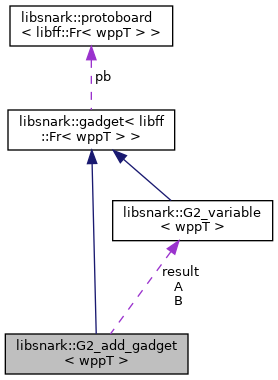 libsnark::protoboard
< libff::Fr< wppT > >
pb
libsnark::gadget< libff
::Fr< wppT > >
libsnark::G2_variable
< wppT >
result
A
B
libsnark::G2_add_gadget
< wppT >